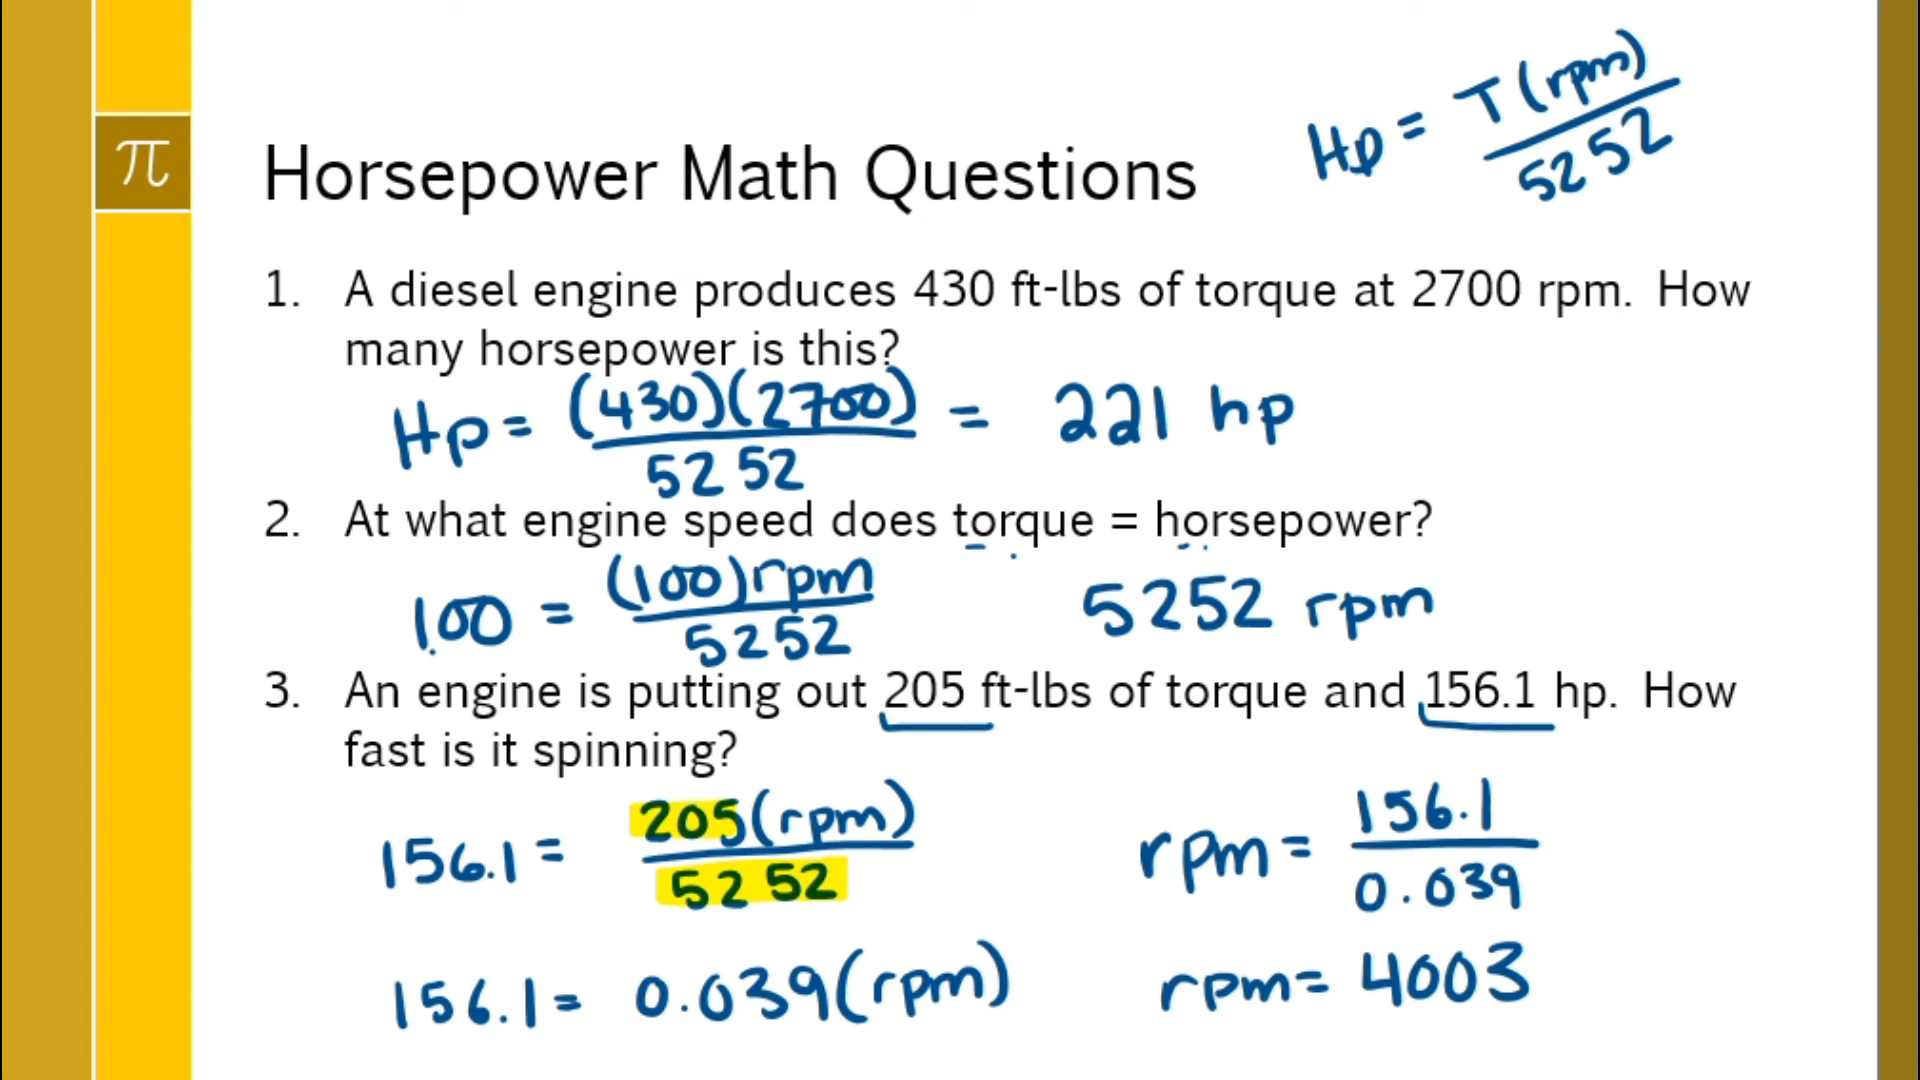 π
Horsepower Math Questions
Hp = T(rpm) / 5252
1. A diesel engine produces 430 ft-lbs of torque at 2700 rpm. How
many horsepower is this?
Hp = (430)(2700) / 5252 = 221 hp
2. At what engine speed does torque = horsepower?
100 = (100)rpm / 5252 5252 rpm
3. An engine is putting out 205 ft-lbs of torque and 156.1 hp. How
fast is it spinning?
156.1 = 205(rpm) / 5252
156.1 = 0.039(rpm)
rpm = 156.1 / 0.039
rpm = 4003